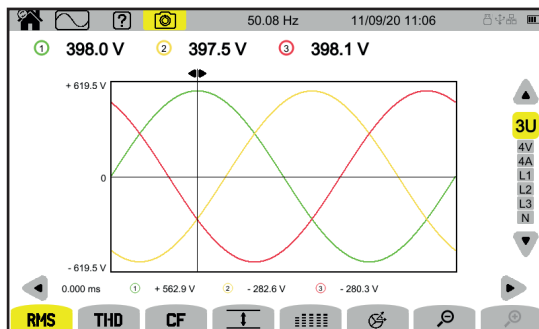 ? 50.08 Hz 11/09/20 11:06
1 398.0 V 2 397.5 V 3 398.1 V
+ 619.5 V
0
- 619.5 V
3U
4V
4A
L1
L2
L3
N
0.000 ms 1 + 562.9 V 2 - 282.6 V 3 - 280.3 V
RMS THD CF